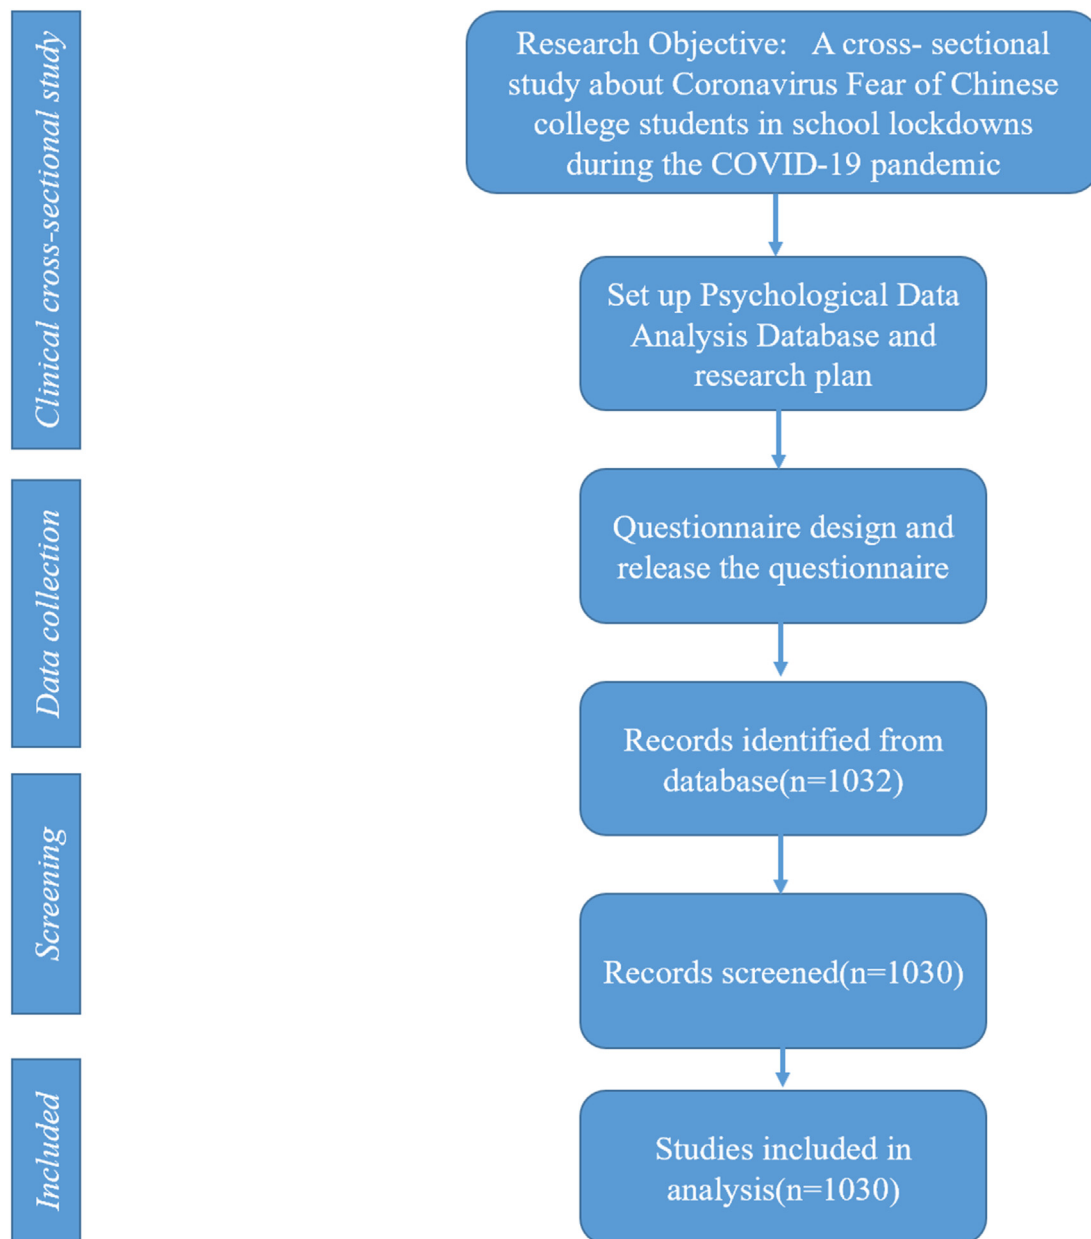 Clinical cross-sectional study
Research Objective:   A cross- sectional
study about Coronavirus Fear of Chinese
college students in school lockdowns
during the COVID-19 pandemic
Set up Psychological Data
Analysis Database and
research plan
Data collection
Questionnaire design and
release the questionnaire
Records identified from
database(n=1032)
Screening
Records screened(n=1030)
Included
Studies included in
analysis(n=1030)